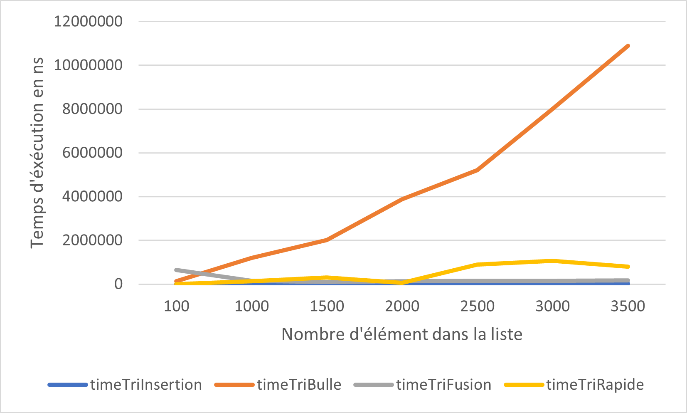 12000000
10000000
8000000
6000000
4000000
2000000
0
Temps d'éxécution en ns
100 1000 1500 2000 2500 3000 3500
Nombre d'élément dans la liste
timeTriInsertion timeTriBulle timeTriFusion timeTriRapide